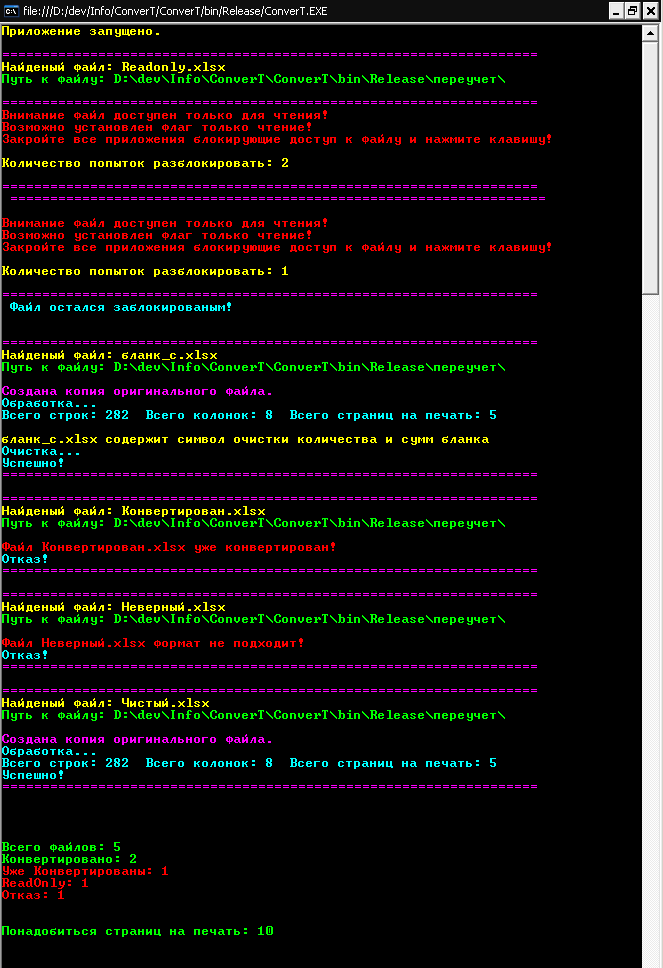 file:///D:/dev/Info/ConverT/ConverT/bin/Release/ConverT.EXE
Приложение запущено.
===================================================================
Найденый файл: Readonly.xlsx
Путь к файлу: D:\dev\Info\ConverT\ConverT\bin\Release\переучет\
===================================================================
Внимание файл доступен только для чтения!
Возможно установлен флаг только чтение!
Закройте все приложения блокирующие доступ к файлу и нажмите клавишу!
Количество попыток разблокировать: 2
===================================================================
===================================================================
Внимание файл доступен только для чтения!
Возможно установлен флаг только чтение!
Закройте все приложения блокирующие доступ к файлу и нажмите клавишу!
Количество попыток разблокировать: 1
===================================================================
Файл остался заблокированым!
===================================================================
Найденый файл: бланк_с.xlsx
Путь к файлу: D:\dev\Info\ConverT\ConverT\bin\Release\переучет\
Создана копия оригинального файла.
Обработка...
Всего строк: 282  Всего колонок: 8  Всего страниц на печать: 5
бланк_с.xlsx содержит символ очистки количества и сумм бланка
Очистка...
Успешно!
===================================================================
===================================================================
Найденый файл: Конвертирован.xlsx
Путь к файлу: D:\dev\Info\ConverT\ConverT\bin\Release\переучет\
Файл Конвертирован.xlsx уже конвертирован!
Отказ!
===================================================================
===================================================================
Найденый файл: Неверный.xlsx
Путь к файлу: D:\dev\Info\ConverT\ConverT\bin\Release\переучет\
Файл Неверный.xlsx формат не подходит!
Отказ!
===================================================================
===================================================================
Найденый файл: Чистый.xlsx
Путь к файлу: D:\dev\Info\ConverT\ConverT\bin\Release\переучет\
Создана копия оригинального файла.
Обработка...
Всего строк: 282  Всего колонок: 8  Всего страниц на печать: 5
Успешно!
===================================================================
Всего файлов: 5
Конвертировано: 2
Уже Конвертированы: 1
ReadOnly: 1
Отказ: 1
Понадобиться страниц на печать: 10